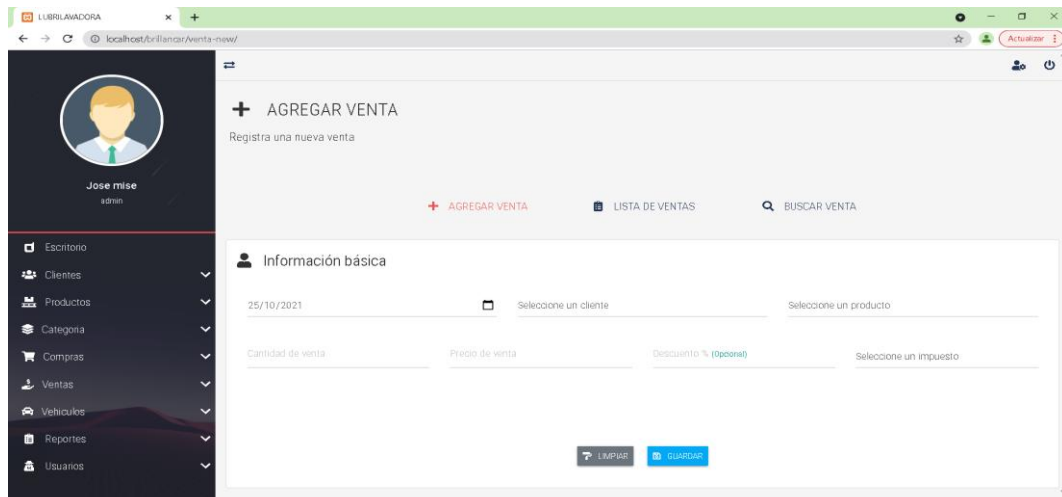 LUBRILAVADORA
localhost/brillancar/venta-new/
Actualizar
Jose mise
admin
Escritorio
Clientes
Productos
Categoria
Compras
Ventas
Vehiculos
Reportes
Usuarios
AGREGAR VENTA
Registra una nueva venta
AGREGAR VENTA
LISTA DE VENTAS
BUSCAR VENTA
Información básica
25/10/2021
Seleccione un cliente
Seleccione un producto
Cantidad de venta
Precio de venta
Descuento % (Opcional)
Seleccione un impuesto
LIMPIAR
GUARDAR